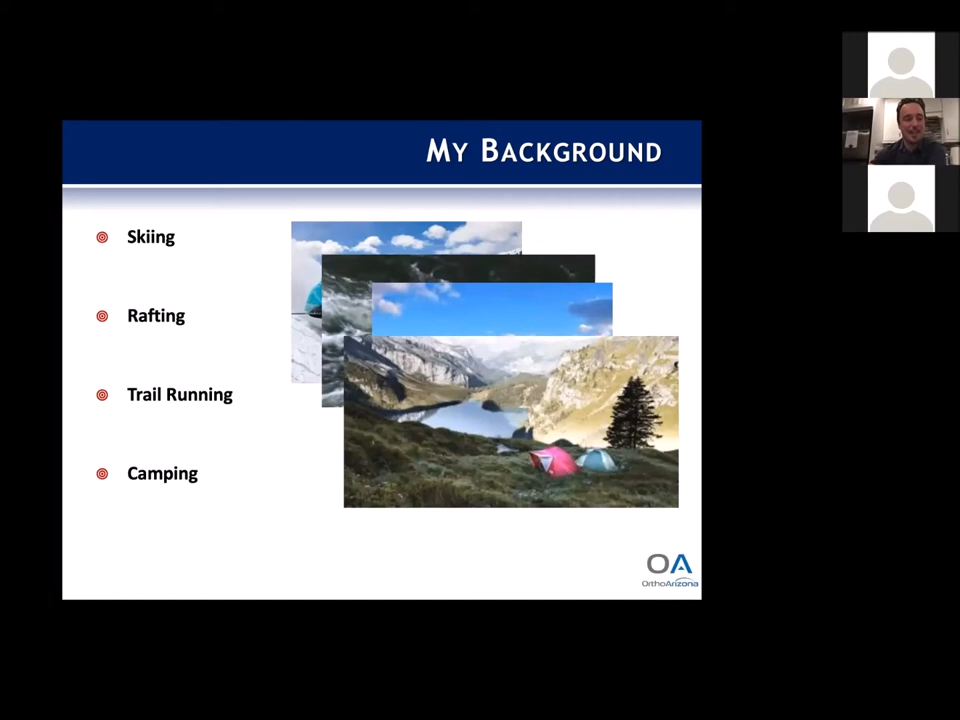 My Background
Skiing
Rafting
Trail Running
Camping
OA
OrthoArizona